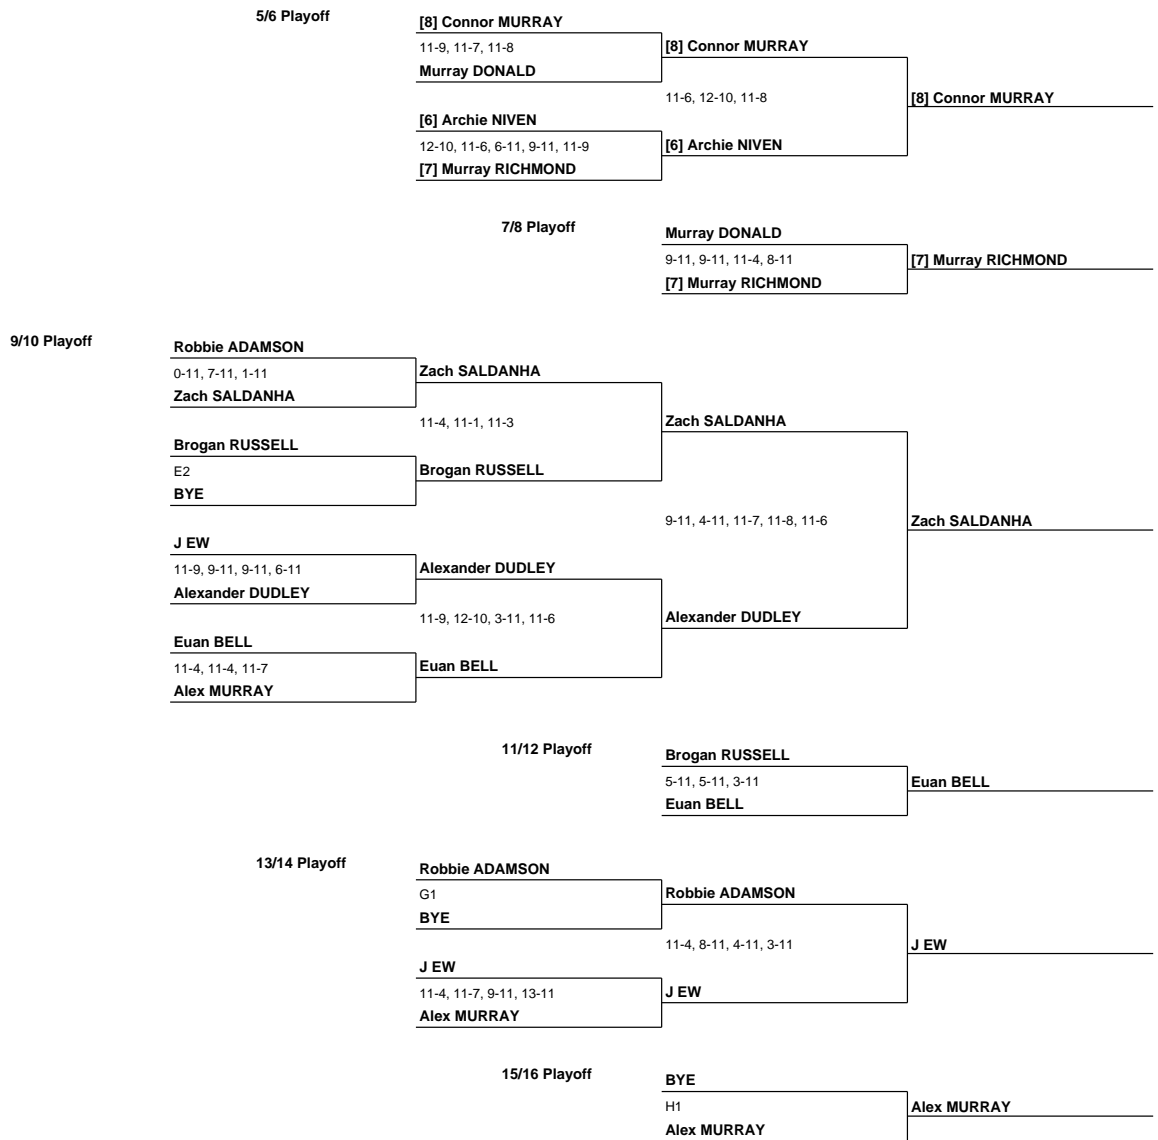 5/6 Playoff
[8] Connor MURRAY
11-9, 11-7, 11-8
[8] Connor MURRAY
Murray DONALD
11-6, 12-10, 11-8
[8] Connor MURRAY
[6] Archie NIVEN
12-10, 11-6, 6-11, 9-11, 11-9
[6] Archie NIVEN
[7] Murray RICHMOND
7/8 Playoff
Murray DONALD
9-11, 9-11, 11-4, 8-11
[7] Murray RICHMOND
[7] Murray RICHMOND
9/10 Playoff
Robbie ADAMSON
0-11, 7-11, 1-11
Zach SALDANHA
Zach SALDANHA
11-4, 11-1, 11-3
Zach SALDANHA
Brogan RUSSELL
E2
Brogan RUSSELL
BYE
9-11, 4-11, 11-7, 11-8, 11-6
Zach SALDANHA
J EW
11-9, 9-11, 9-11, 6-11
Alexander DUDLEY
Alexander DUDLEY
11-9, 12-10, 3-11, 11-6
Alexander DUDLEY
Euan BELL
11-4, 11-4, 11-7
Euan BELL
Alex MURRAY
11/12 Playoff
Brogan RUSSELL
5-11, 5-11, 3-11
Euan BELL
Euan BELL
13/14 Playoff
Robbie ADAMSON
G1
Robbie ADAMSON
BYE
11-4, 8-11, 4-11, 3-11
J EW
J EW
11-4, 11-7, 9-11, 13-11
J EW
Alex MURRAY
15/16 Playoff
BYE
H1
Alex MURRAY
Alex MURRAY